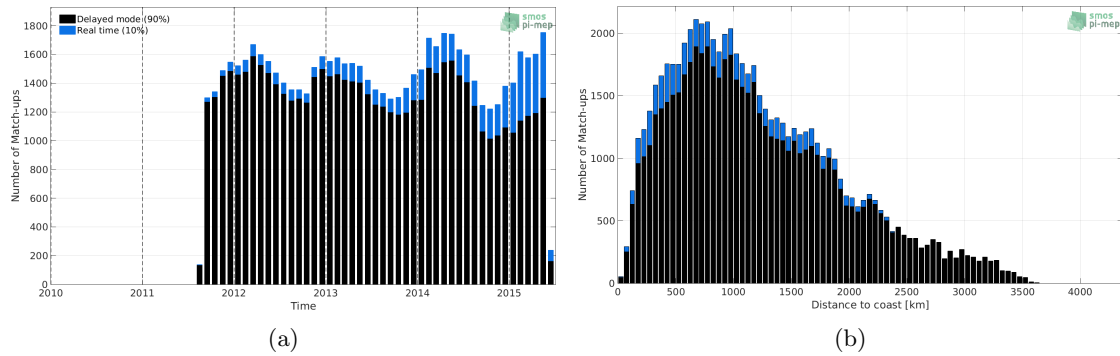 Delayed mode (90%)
Real time (10%)
smos
pi-mep
1800
1600
1400
1200
1000
800
600
400
200
0
Number of Match-ups
2010
2011
2012
2013
2014
2015
Time
(a)
smos
pi-mep
2000
1500
1000
500
0
Number of Match-ups
0
500
1000
1500
2000
2500
3000
3500
4000
Distance to coast [km]
(b)